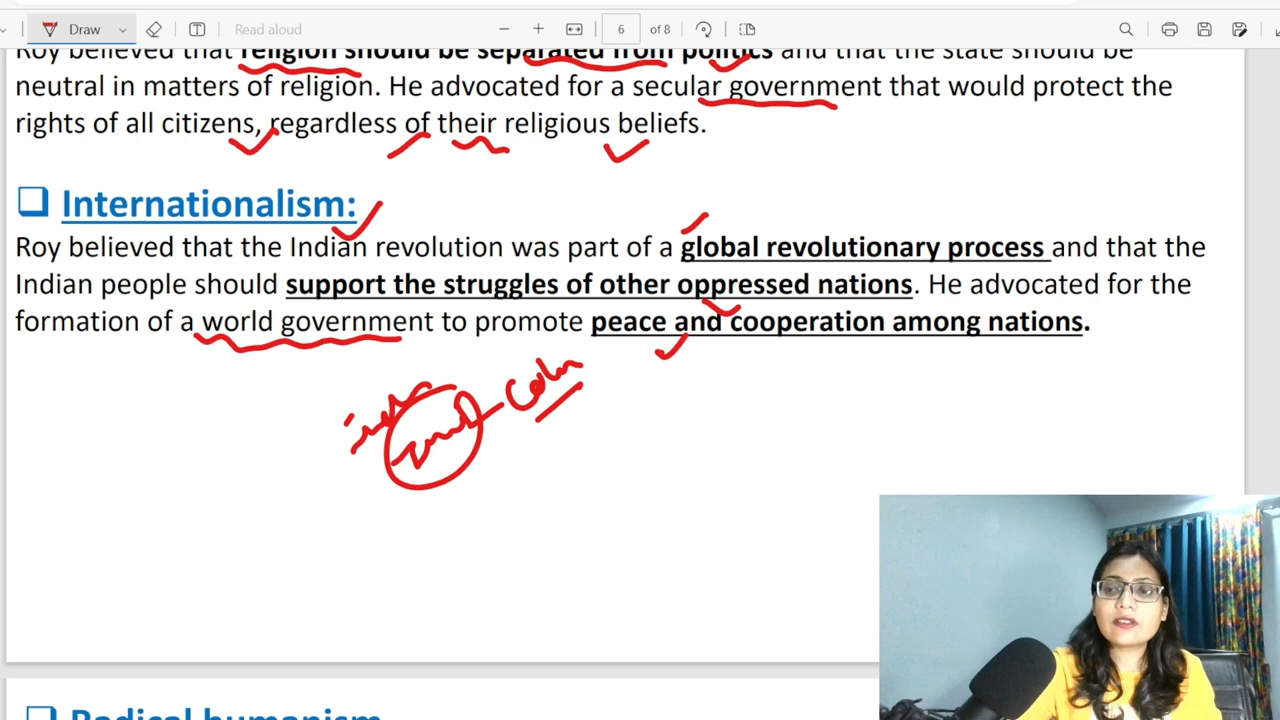 Draw
Read aloud
6 of 8
Roy believed that religion should be separated from politics and that the state should be
neutral in matters of religion. He advocated for a secular government that would protect the
rights of all citizens, regardless of their religious beliefs.
Internationalism:
Roy believed that the Indian revolution was part of a global revolutionary process and that the
Indian people should support the struggles of other oppressed nations. He advocated for the
formation of a world government to promote peace and cooperation among nations.
Radical humanism